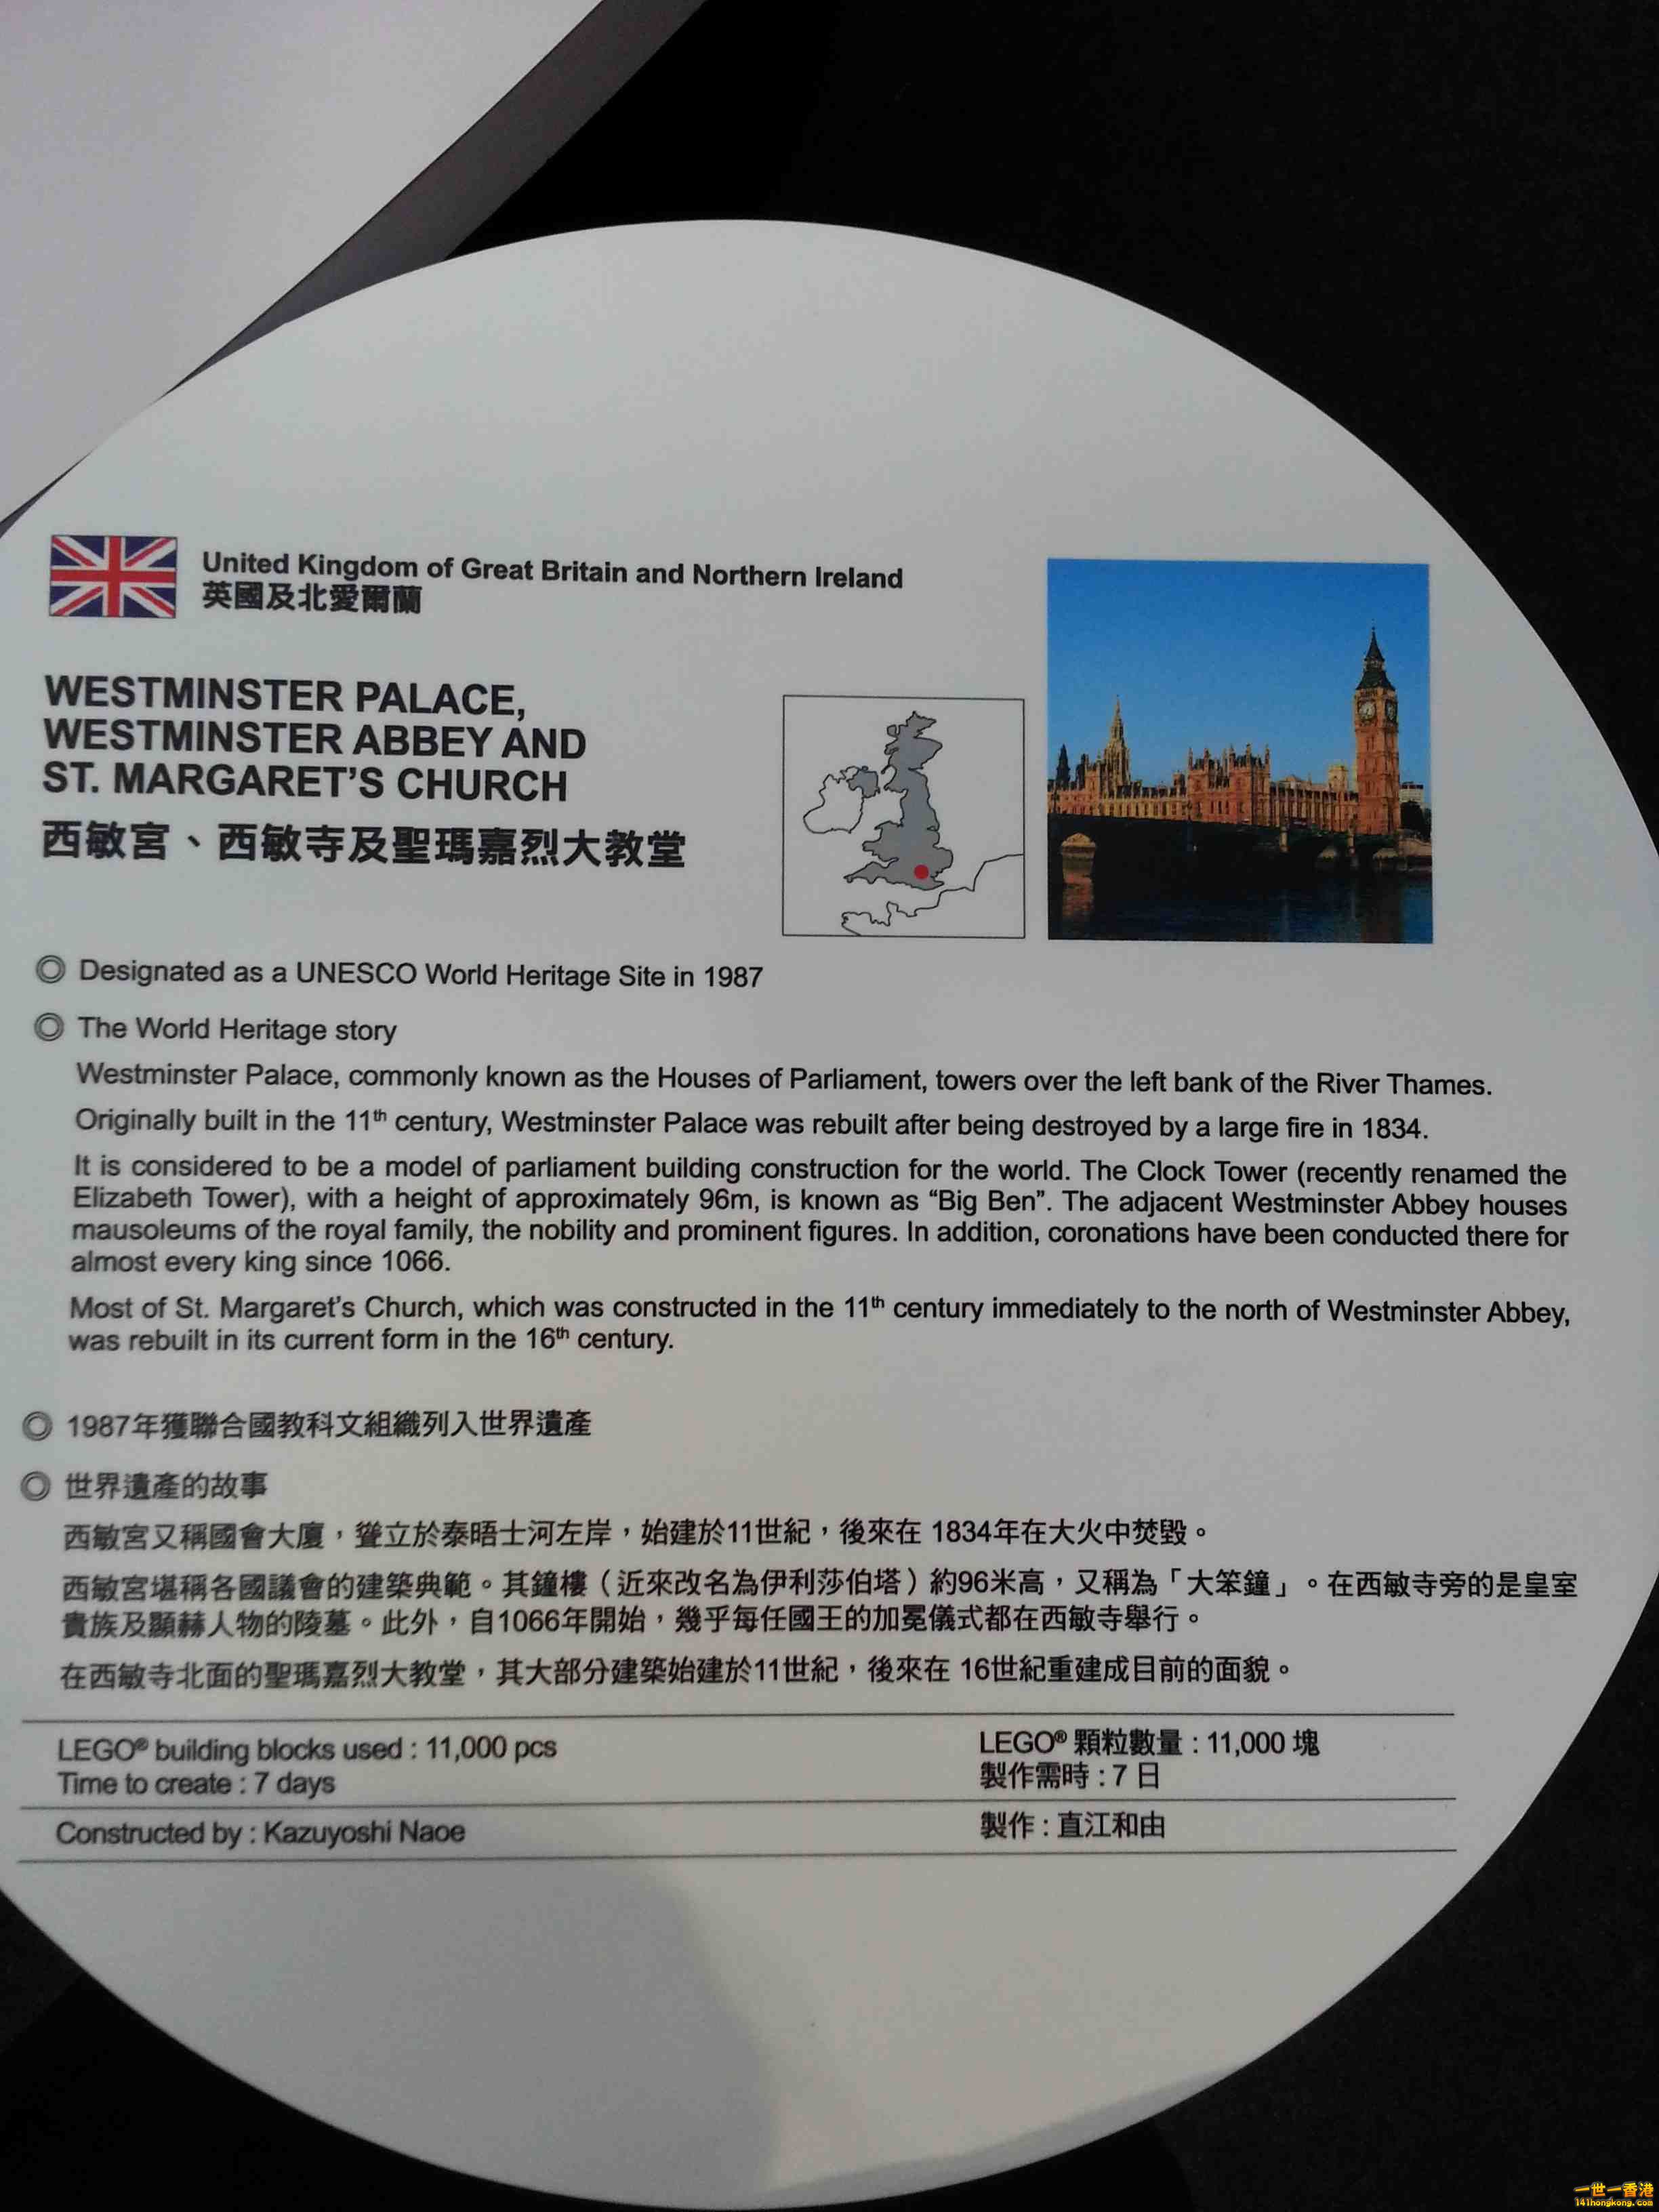 United Kingdom of Great Britain and Northern Ireland
英國及北愛爾蘭
WESTMINSTER PALACE,
WESTMINSTER ABBEY AND
ST. MARGARET'S CHURCH
西敏宮、西敏寺及聖瑪嘉烈大教堂
◎ Designated as a UNESCO World Heritage Site in 1987
◎ The World Heritage story
Westminster Palace, commonly known as the Houses of Parliament, towers over the left bank of the River Thames.
Originally built in the 11th century, Westminster Palace was rebuilt after being destroyed by a large fire in 1834.
It is considered to be a model of parliament building construction for the world. The Clock Tower (recently renamed the
Elizabeth Tower), with a height of approximately 96m, is known as “Big Ben”. The adjacent Westminster Abbey houses
mausoleums of the royal family, the nobility and prominent figures. In addition, coronations have been conducted there for
almost every king since 1066.
Most of St. Margaret's Church, which was constructed in the 11th century immediately to the north of Westminster Abbey,
was rebuilt in its current form in the 16th century.
◎ 1987年獲聯合國教科文組織列入世界遺產
◎ 世界遺產的故事
西敏宮又稱國會大廈，聳立於泰晤士河左岸，始建於11世紀，後來在 1834年在大火中焚毀。
西敏宮堪稱各國議會的建築典範。其鐘樓（近來改名為伊利莎伯塔）約96米高，又稱為「大笨鐘」。在西敏寺旁的是皇室
貴族及顯赫人物的陵墓。此外，自1066年開始，幾乎每任國王的加冕儀式都在西敏寺舉行。
在西敏寺北面的聖瑪嘉烈大教堂，其大部分建築始建於11世紀，後來在 16世紀重建成目前的面貌。
LEGO® building blocks used : 11,000 pcs
Time to create : 7 days
LEGO® 顆粒數量 : 11,000 塊
製作需時 : 7 日
Constructed by : Kazuyoshi Naoe
製作 : 直江和由
一世一香港
141hongkong.com